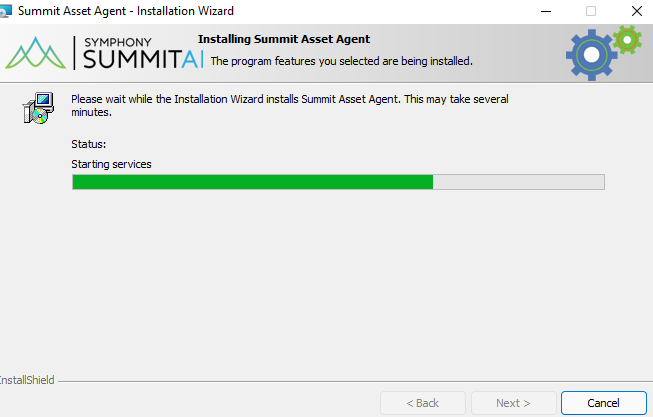 Summit Asset Agent - Installation Wizard
SYMPHONY
SUMMITAI
Installing Summit Asset Agent
The program features you selected are being installed.
Please wait while the Installation Wizard installs Summit Asset Agent. This may take several
minutes.
Status:
Starting services
InstallShield
< Back
Next >
Cancel